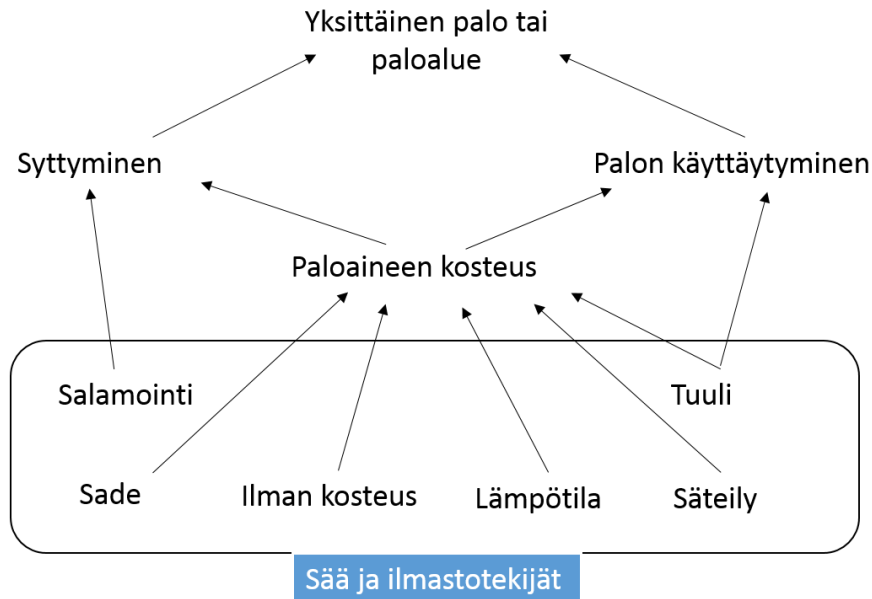 Yksittäinen palo tai
paloalue
Syttyminen
Palon käyttäytyminen
Paloaineen kosteus
Salamointi
Tuuli
Sade
Ilman kosteus
Lämpötila
Säteily
Sää ja ilmastotekijät